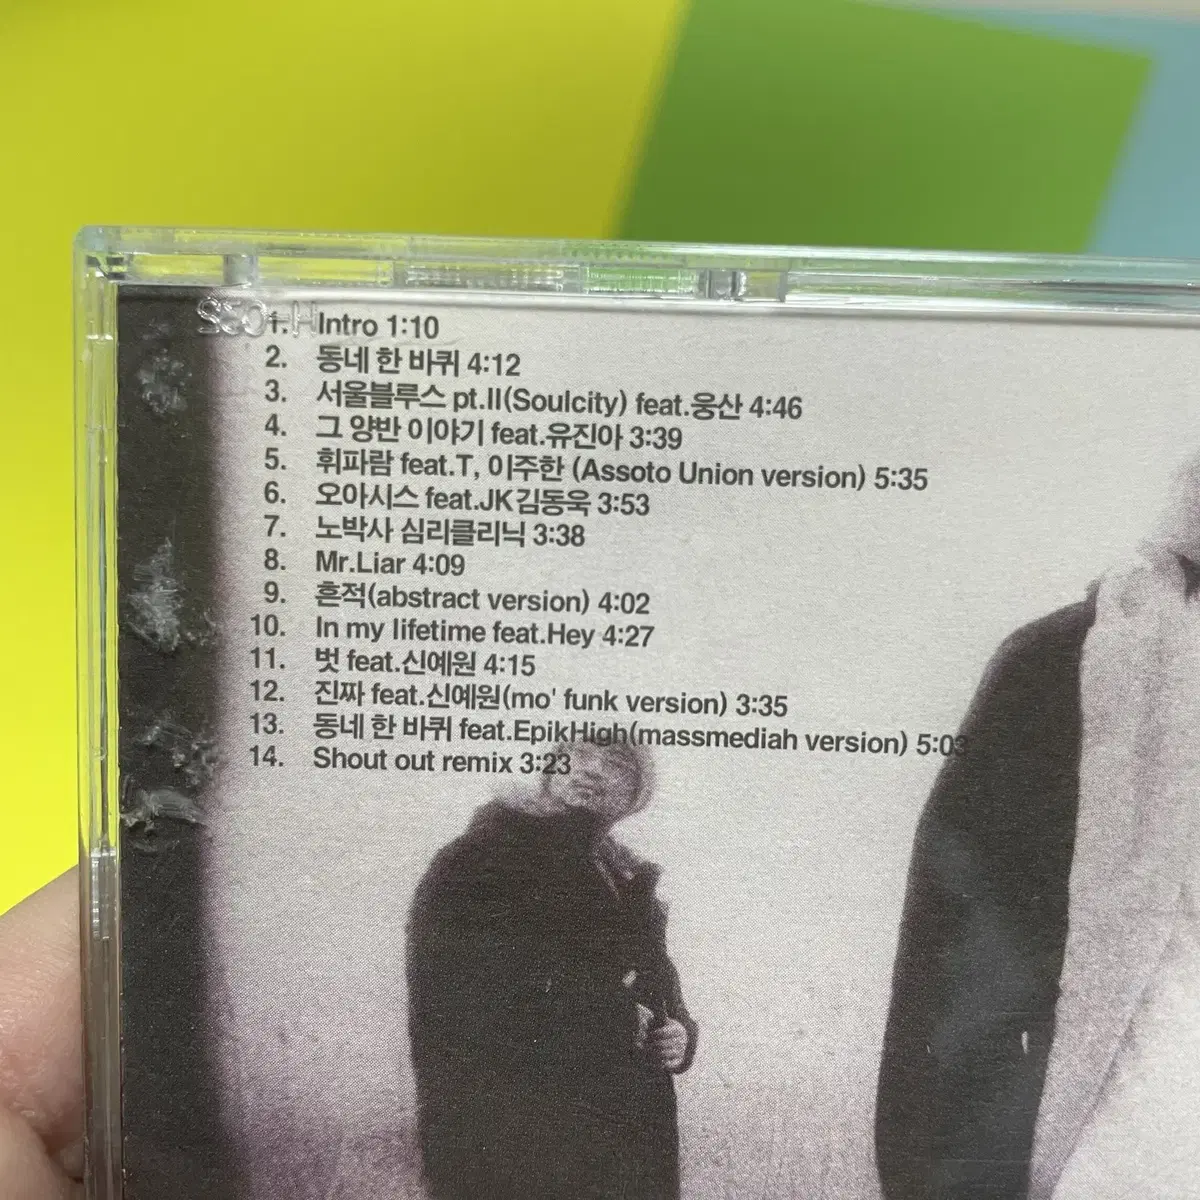 H-052
1. Intro 1:10
2. 동네 한 바퀴 4:12
3. 서울블루스 pt.II(Soulcity) feat.웅산 4:46
4. 그 양반 이야기 feat.유진아 3:39
5. 휘파람 feat.T, 이주한 (Assoto Union version) 5:35
6. 오아시스 feat.JK김동욱 3:53
7. 노박사 심리클리닉 3:38
8. Mr.Liar 4:09
9. 흔적(abstract version) 4:02
10. In my lifetime feat.Hey 4:27
11. 벗 feat.신예원 4:15
12. 진짜 feat.신예원(mo' funk version) 3:35
13. 동네 한 바퀴 feat.EpikHigh(massmediah version) 5:03
14. Shout out remix 3:23